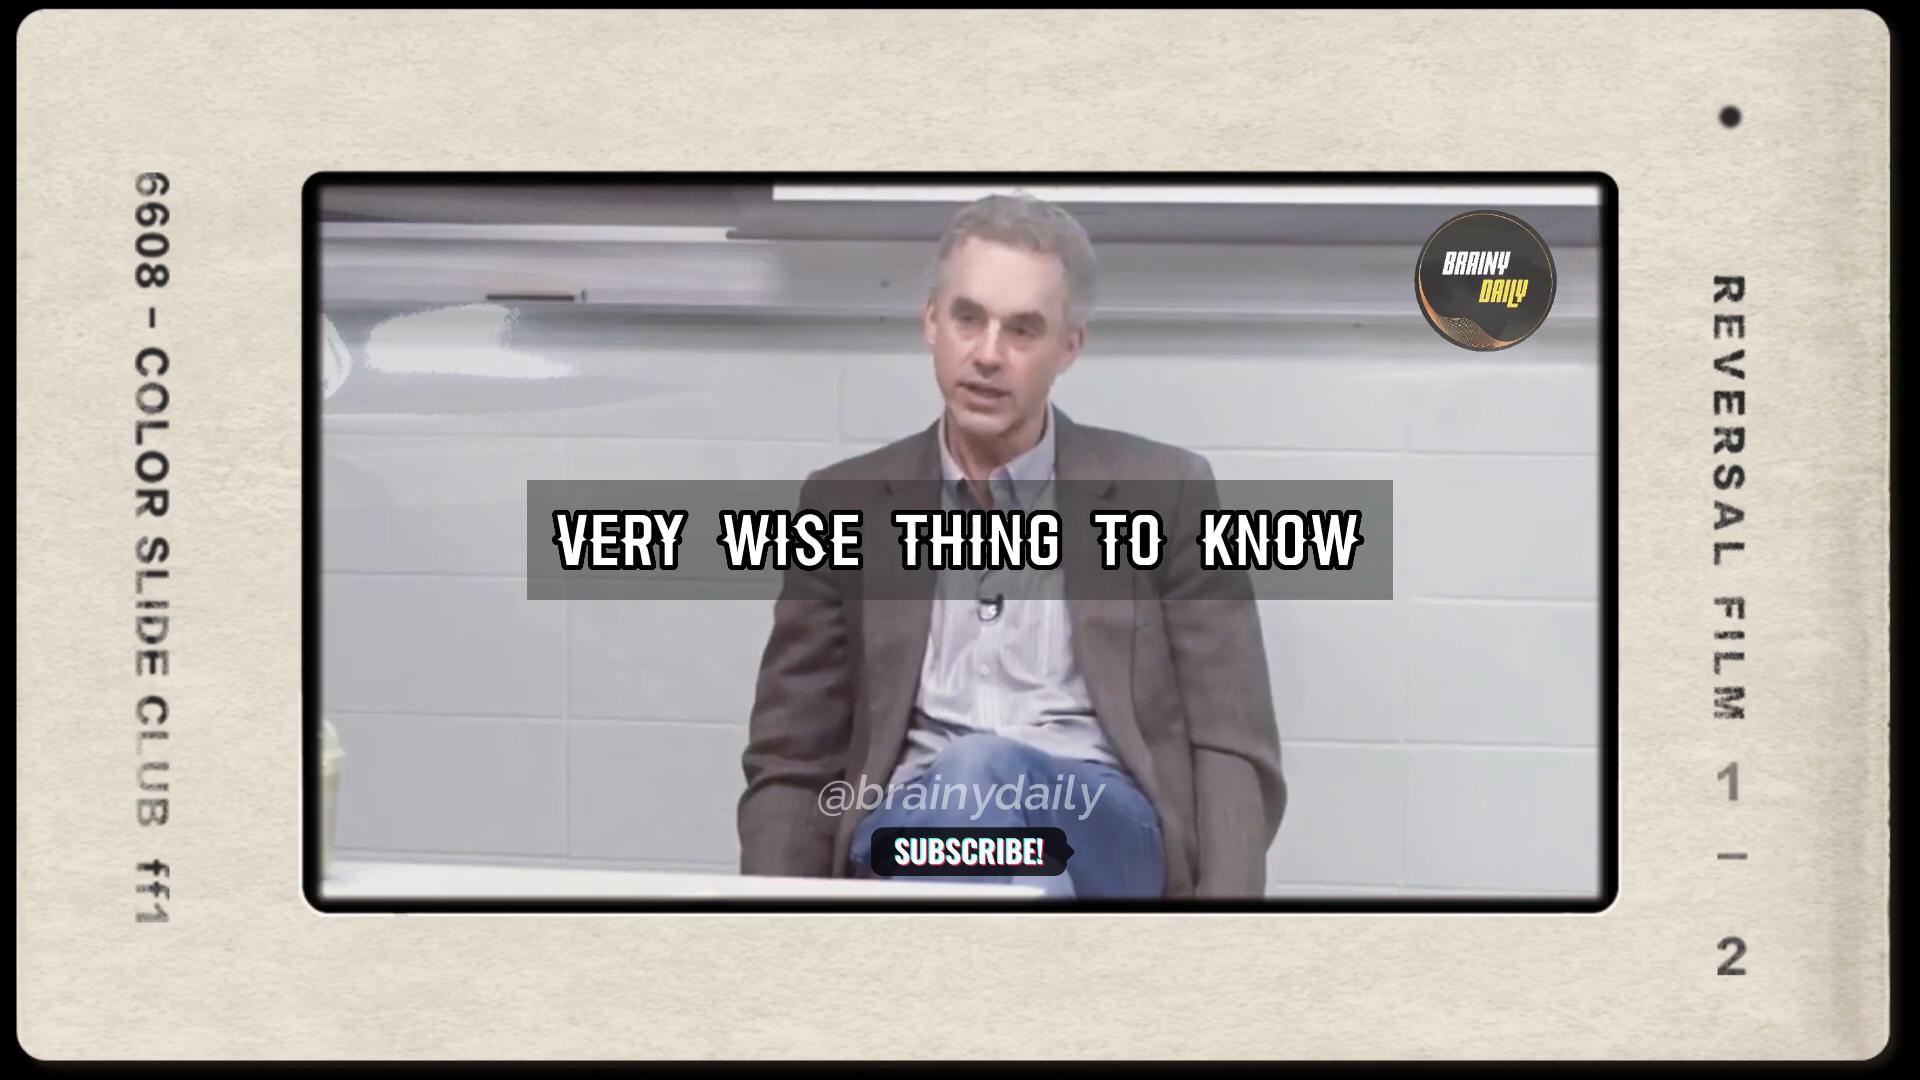 6608 - COLOR SLIDE CLUB ff1
BRAINY
DAILY
VERY WISE THING TO KNOW
@brainydaily
SUBSCRIBE!
REVERSAL FILM 1 - 2